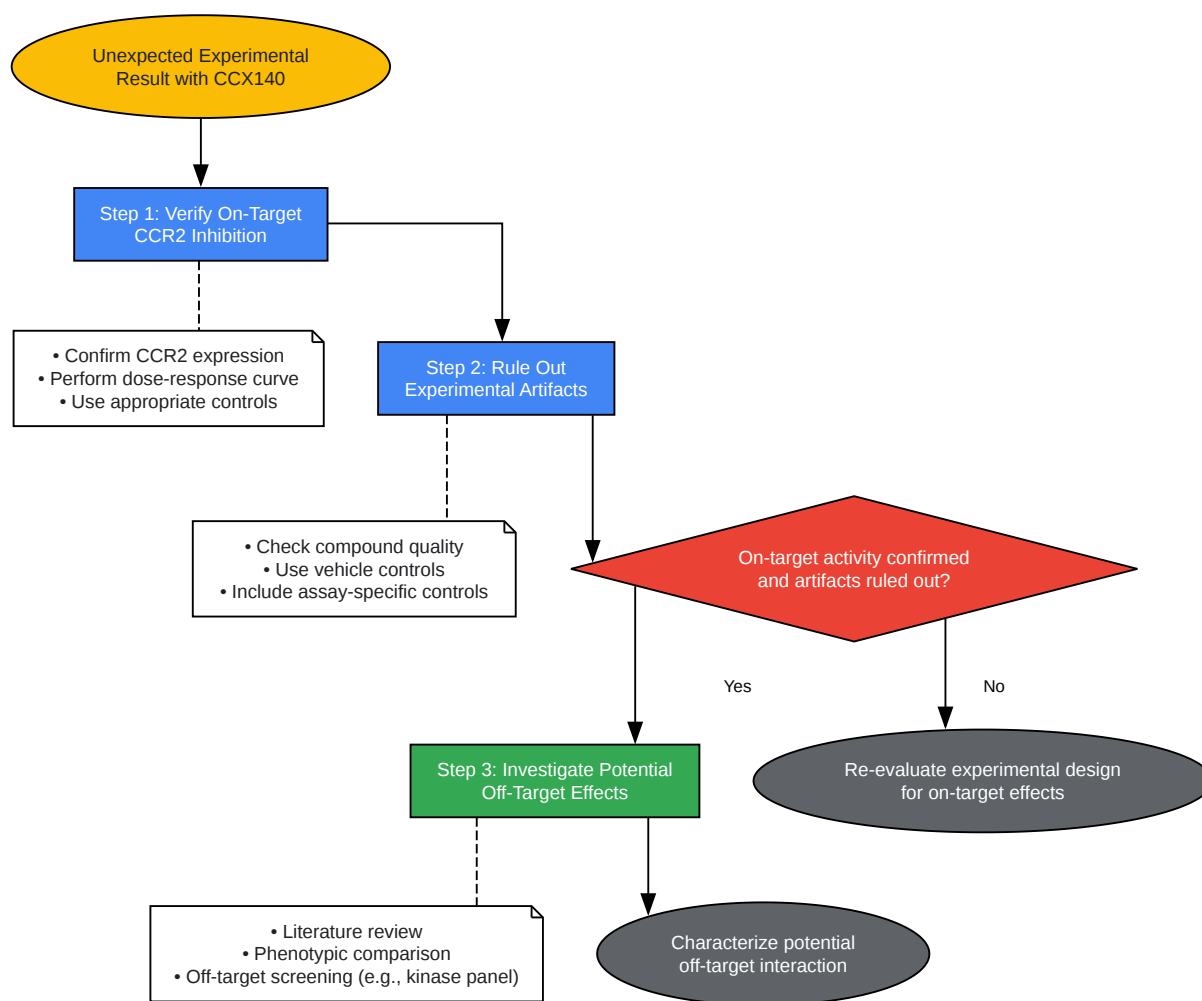 Unexpected Experimental
Result with CCX140
Step 1: Verify On-Target
CCR2 Inhibition
• Confirm CCR2 expression
• Perform dose-response curve
• Use appropriate controls
Step 2: Rule Out
Experimental Artifacts
• Check compound quality
• Use vehicle controls
• Include assay-specific controls
On-target activity confirmed
and artifacts ruled out?
Yes
No
Step 3: Investigate Potential
Off-Target Effects
Re-evaluate experimental design
for on-target effects
• Literature review
• Phenotypic comparison
• Off-target screening (e.g., kinase panel)
Characterize potential
off-target interaction